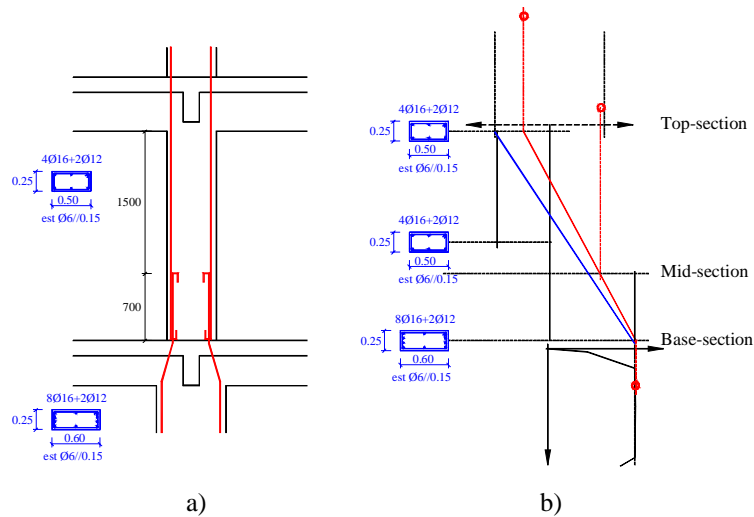 4Ø16+2Ø12
0.25
0.50
est Ø6//0.15
1500
700
8Ø16+2Ø12
0.25
0.60
est Ø6//0.15
a)
4Ø16+2Ø12
0.25
0.50
est Ø6//0.15
Top-section
4Ø16+2Ø12
0.25
0.50
est Ø6//0.15
Mid-section
8Ø16+2Ø12
0.25
0.60
est Ø6//0.15
Base-section
b)